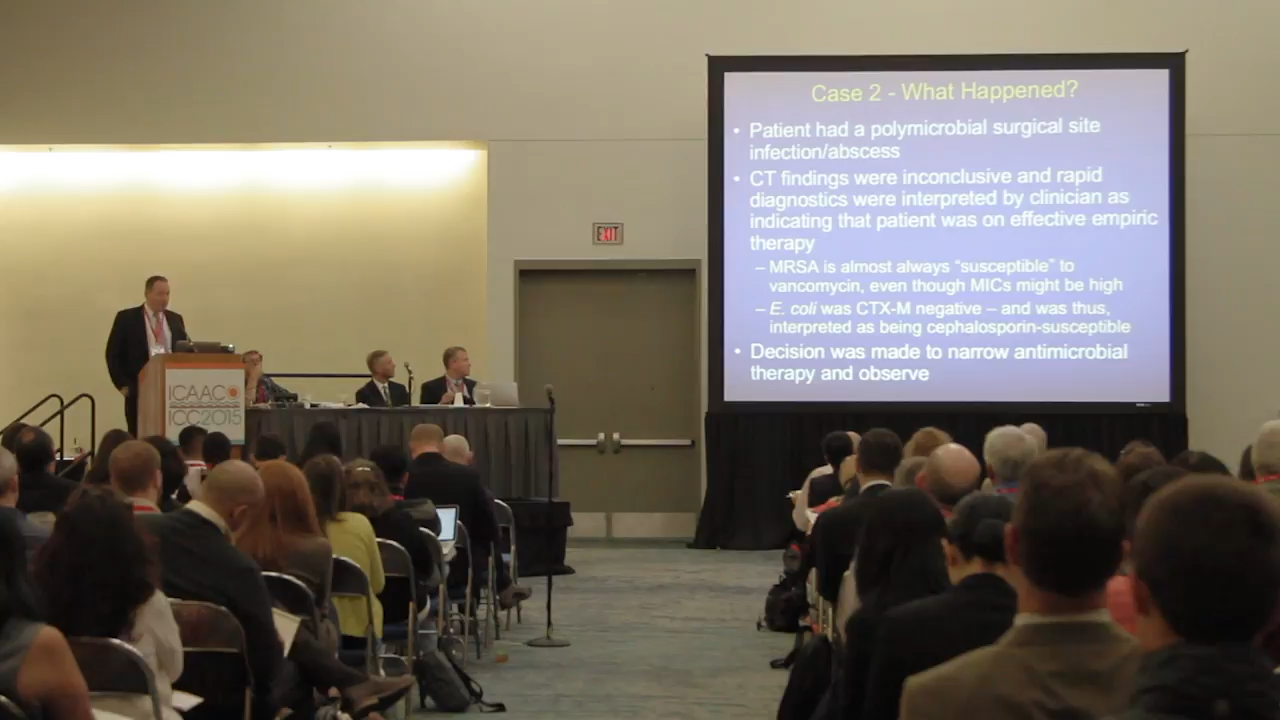 Case 2 - What Happened?
• Patient had a polymicrobial surgical site
infection/abscess
• CT findings were inconclusive and rapid
diagnostics were interpreted by clinician as
indicating that patient was on effective empiric
therapy
– MRSA is almost always “susceptible” to
vancomycin, even though MICs might be high
– E. coli was CTX-M negative – and was thus,
interpreted as being cephalosporin-susceptible
• Decision was made to narrow antimicrobial
therapy and observe
EXIT
ICAAC
ICC2015